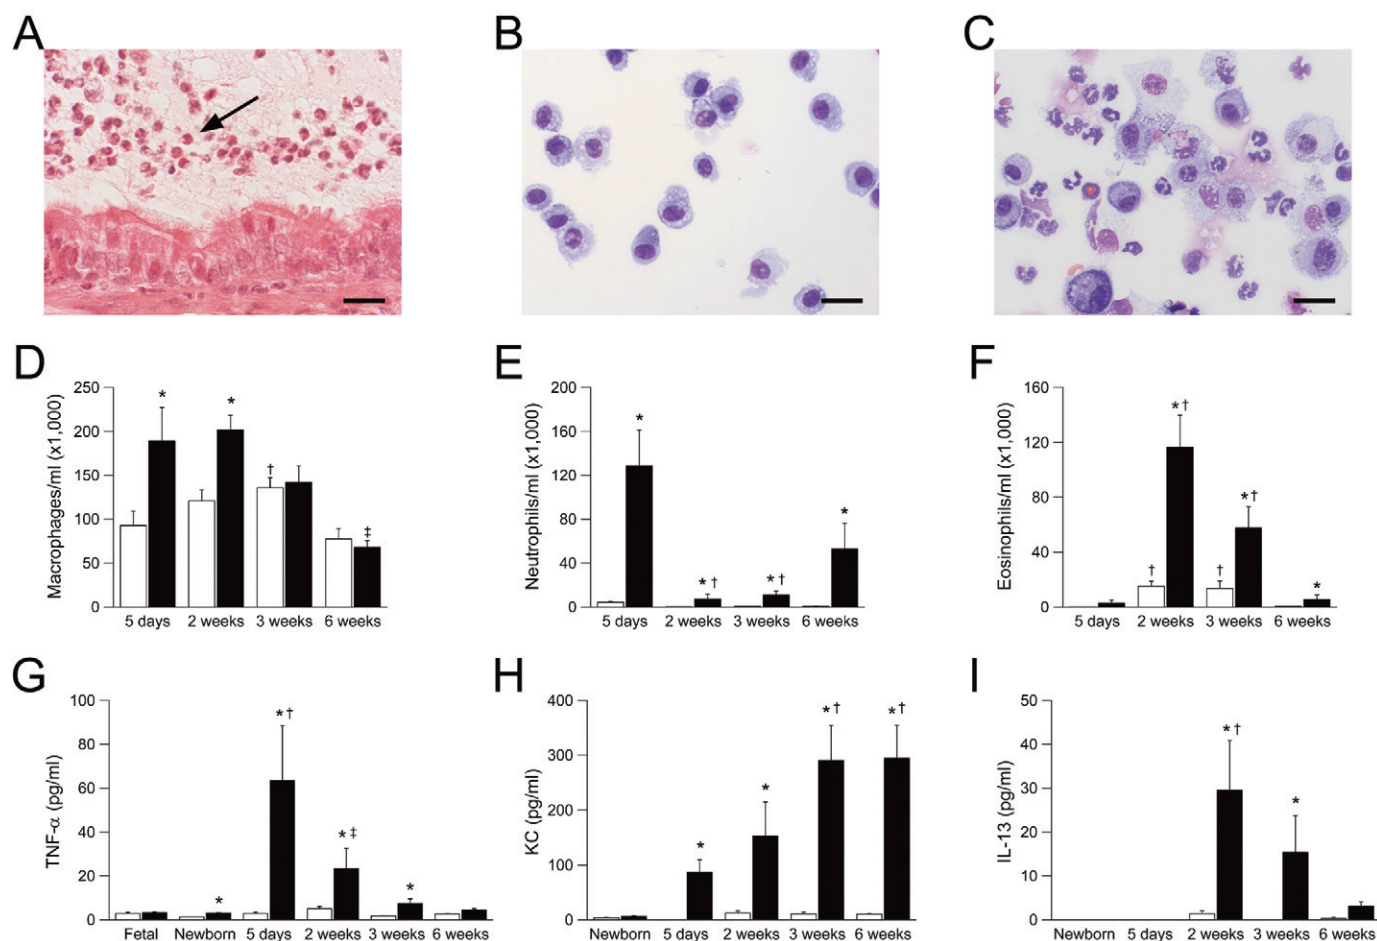 A
B
C
D
E
F
250
200
150
100
50
0
Macrophages/ml (x1,000)
*
*
†
‡
5 days 2 weeks 3 weeks 6 weeks
200
160
120
80
40
0
Neutrophils/ml (x1,000)
*
* †
* †
*
5 days 2 weeks 3 weeks 6 weeks
160
120
80
40
0
Eosinophils/ml (x1,000)
†
* †
†
* †
*
5 days 2 weeks 3 weeks 6 weeks
G
H
I
100
80
60
40
20
0
TNF-α (pg/ml)
*
* †
* ‡
*
Fetal Newborn 5 days 2 weeks 3 weeks 6 weeks
400
300
200
100
0
KC (pg/ml)
*
*
* †
* †
Newborn 5 days 2 weeks 3 weeks 6 weeks
50
40
30
20
10
0
IL-13 (pg/ml)
* †
*
Newborn 5 days 2 weeks 3 weeks 6 weeks